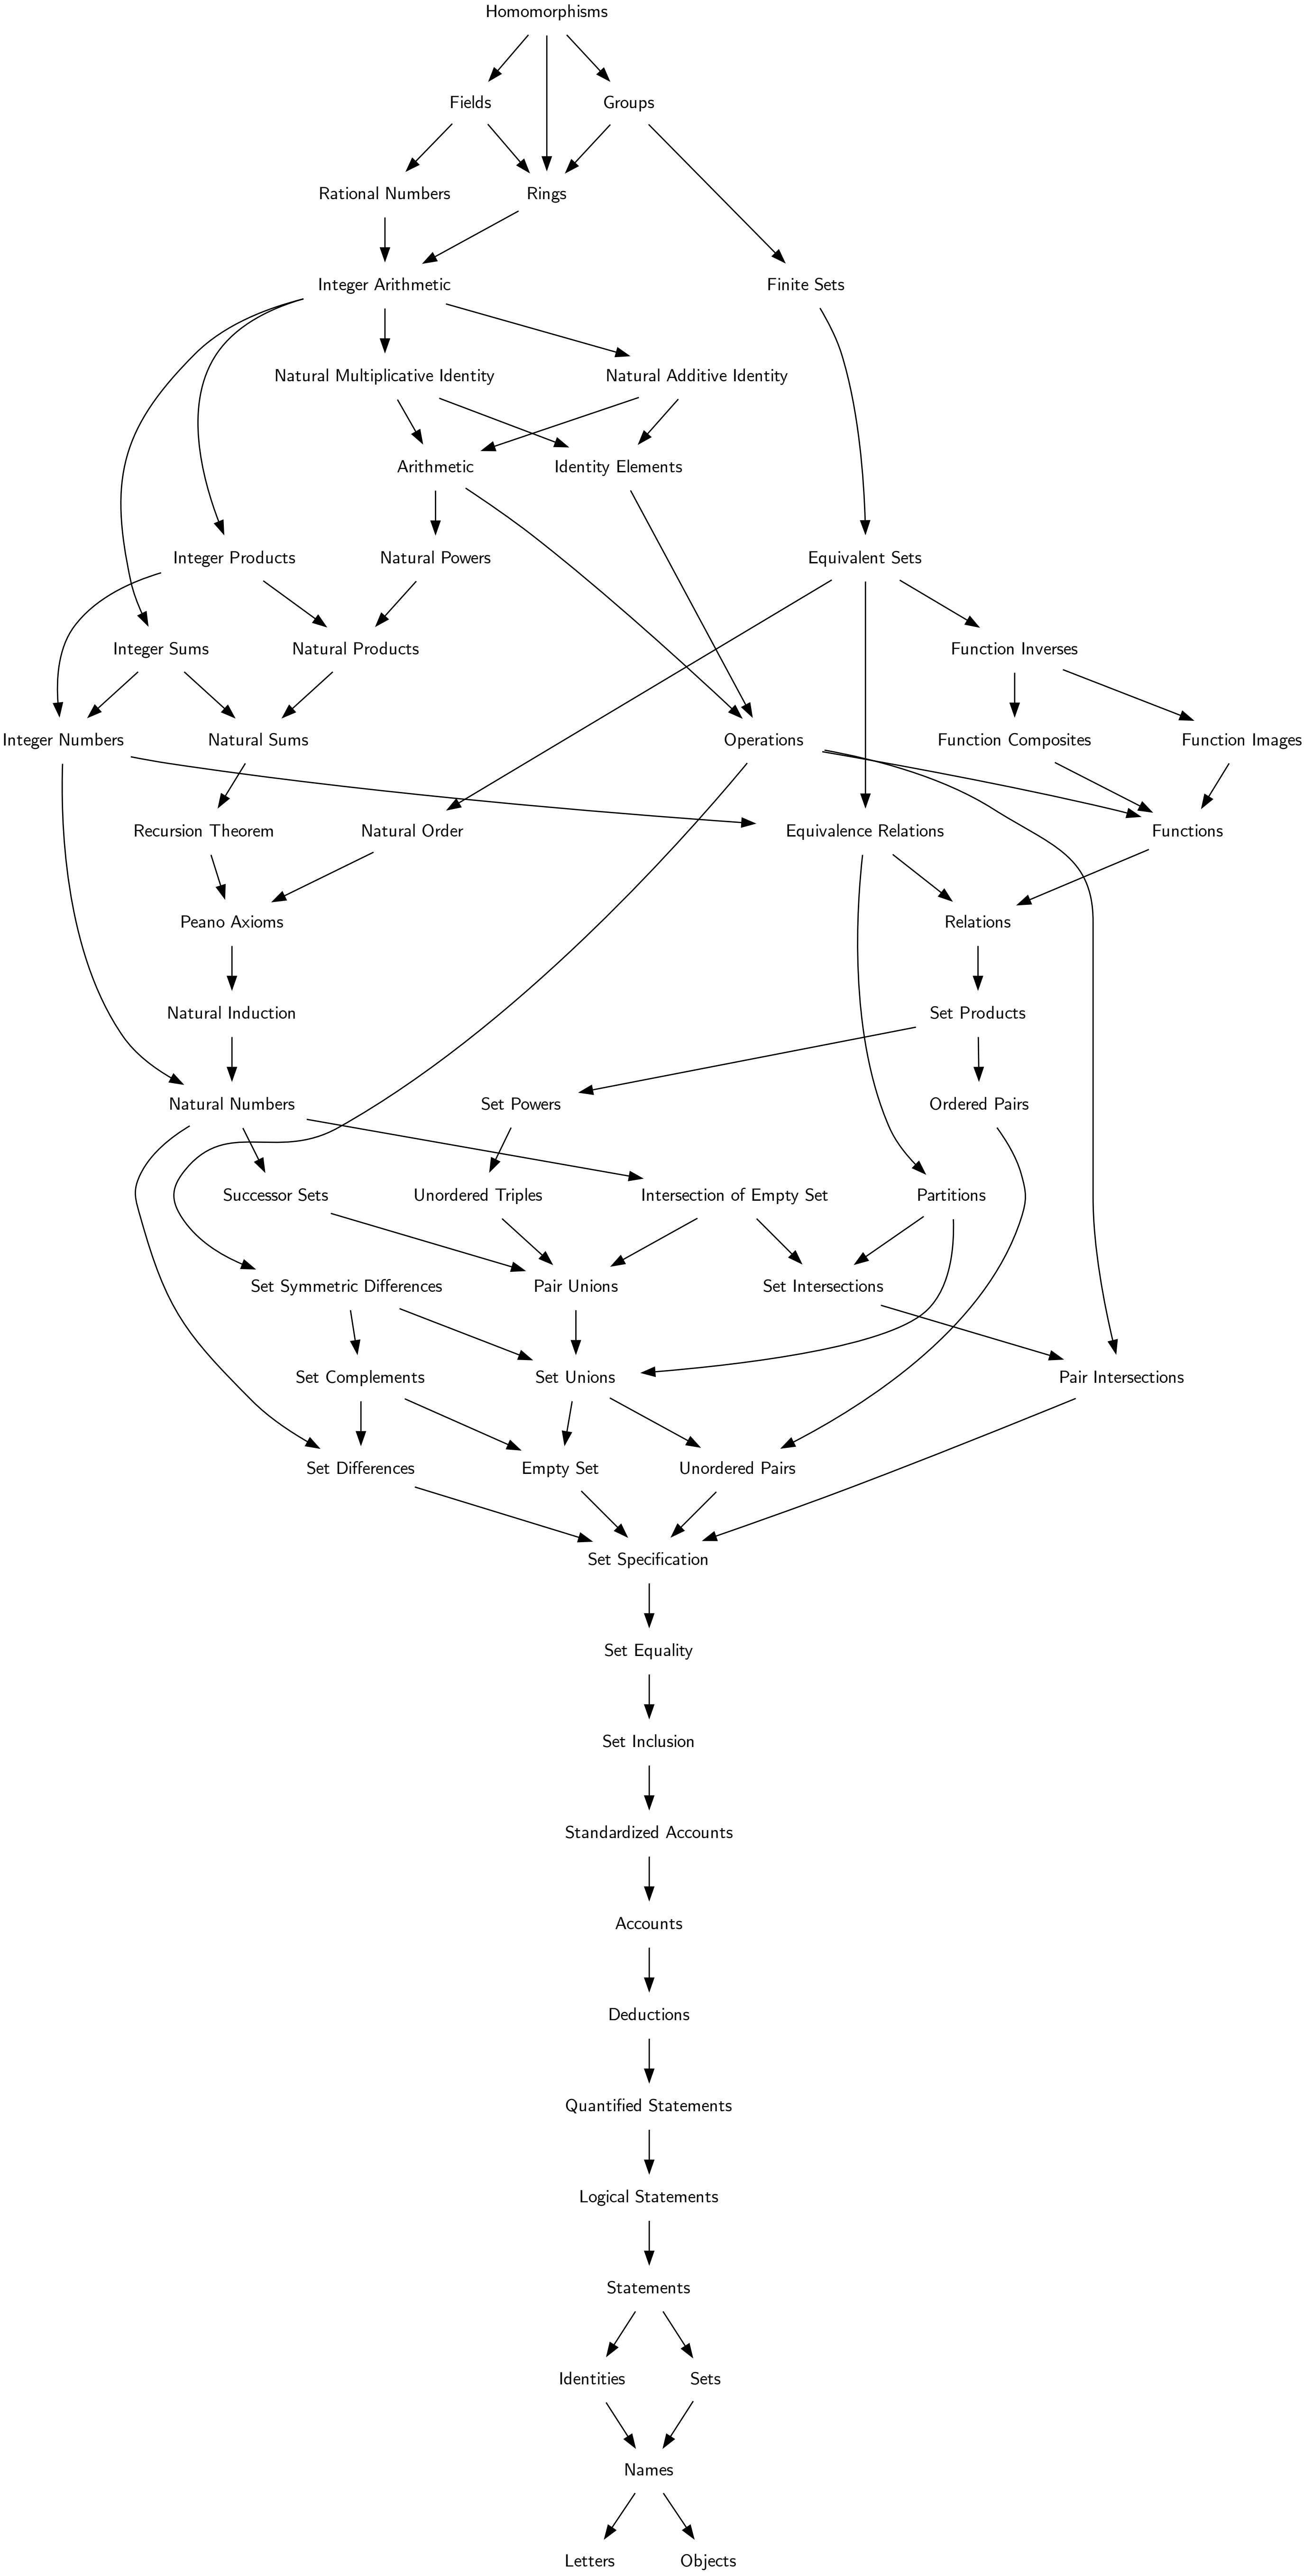 Homomorphisms
Fields
Groups
Rational Numbers
Rings
Integer Arithmetic
Finite Sets
Natural Multiplicative Identity
Natural Additive Identity
Arithmetic
Identity Elements
Integer Products
Natural Powers
Equivalent Sets
Integer Sums
Natural Products
Function Inverses
Integer Numbers
Natural Sums
Operations
Function Composites
Function Images
Recursion Theorem
Natural Order
Equivalence Relations
Functions
Peano Axioms
Relations
Natural Induction
Set Products
Natural Numbers
Set Powers
Ordered Pairs
Successor Sets
Unordered Triples
Intersection of Empty Set
Partitions
Set Symmetric Differences
Pair Unions
Set Intersections
Set Complements
Set Unions
Pair Intersections
Set Differences
Empty Set
Unordered Pairs
Set Specification
Set Equality
Set Inclusion
Standardized Accounts
Accounts
Deductions
Quantified Statements
Logical Statements
Statements
Identities
Sets
Names
Letters
Objects